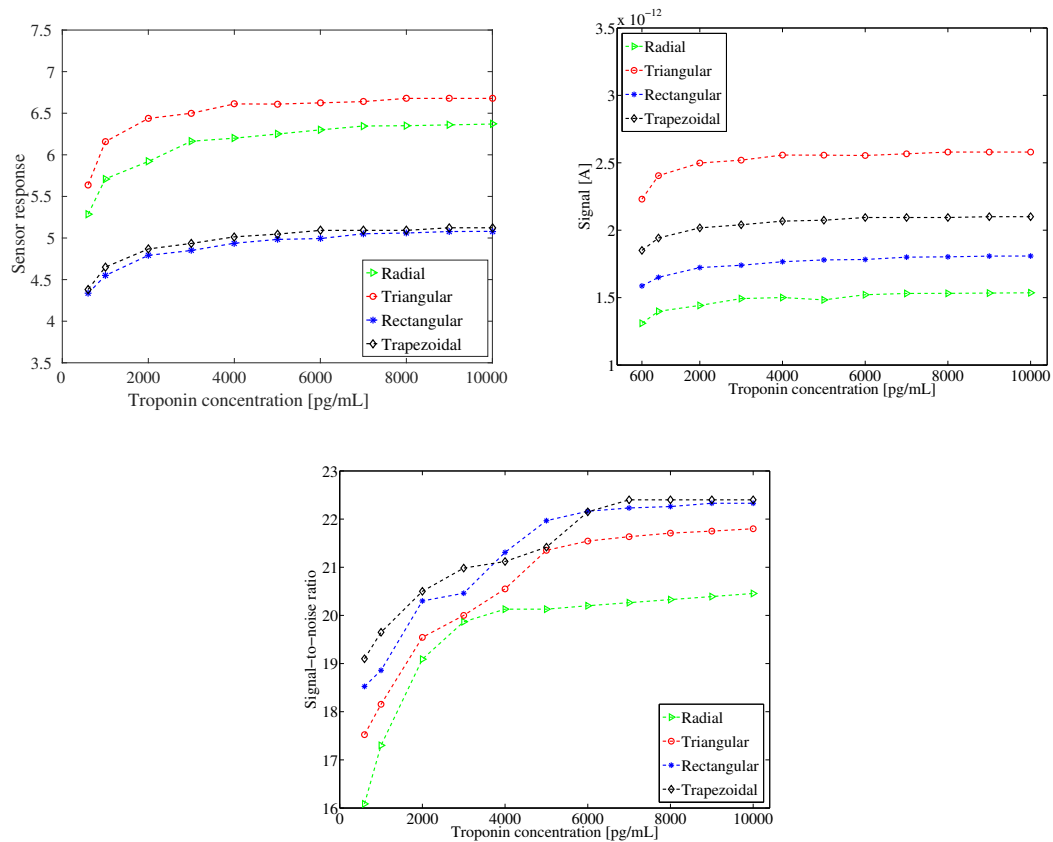 7.5
7
6.5
6
5.5
5
4.5
4
3.5
Sensor response
0 2000 4000 6000 8000 10000
Troponin concentration [pg/mL]
Radial
Triangular
Rectangular
Trapezoidal
x 10⁻¹²
3.5
3
2.5
2
1.5
1
Signal [A]
600 2000 4000 6000 8000 10000
Troponin concentration [pg/mL]
Radial
Triangular
Rectangular
Trapezoidal
23
22
21
20
19
18
17
16
Signal−to−noise ratio
0 2000 4000 6000 8000 10000
Troponin concentration [pg/mL]
Radial
Triangular
Rectangular
Trapezoidal